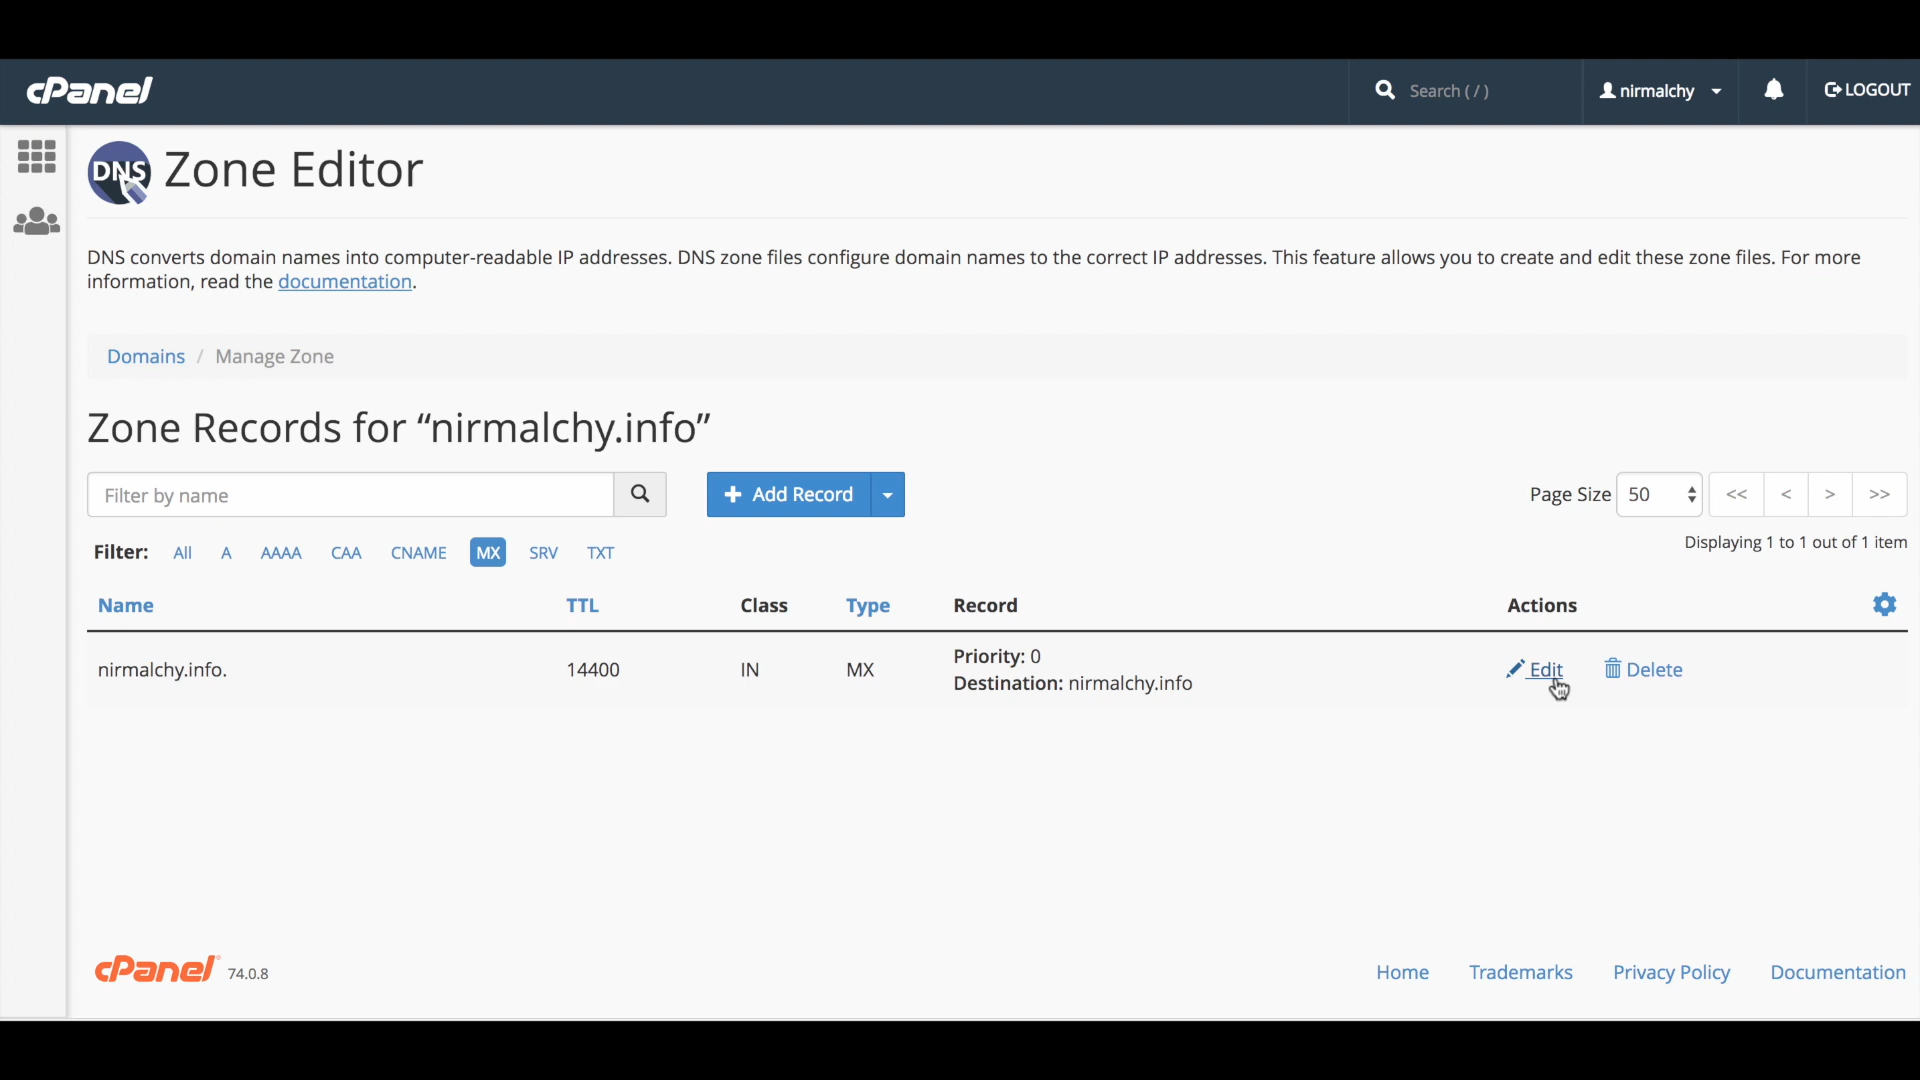 cPanel
Search ( / )
nirmalchy
LOGOUT
DNS
Zone Editor
DNS converts domain names into computer-readable IP addresses. DNS zone files configure domain names to the correct IP addresses. This feature allows you to create and edit these zone files. For more
information, read the documentation.
Domains / Manage Zone
Zone Records for “nirmalchy.info”
Filter by name
+ Add Record
Page Size 50 << < > >>
Filter: All A AAAA CAA CNAME MX SRV TXT
Displaying 1 to 1 out of 1 item
Name TTL Class Type Record Actions
nirmalchy.info. 14400 IN MX Priority: 0
Destination: nirmalchy.info
Edit Delete
cPanel 74.0.8
Home Trademarks Privacy Policy Documentation